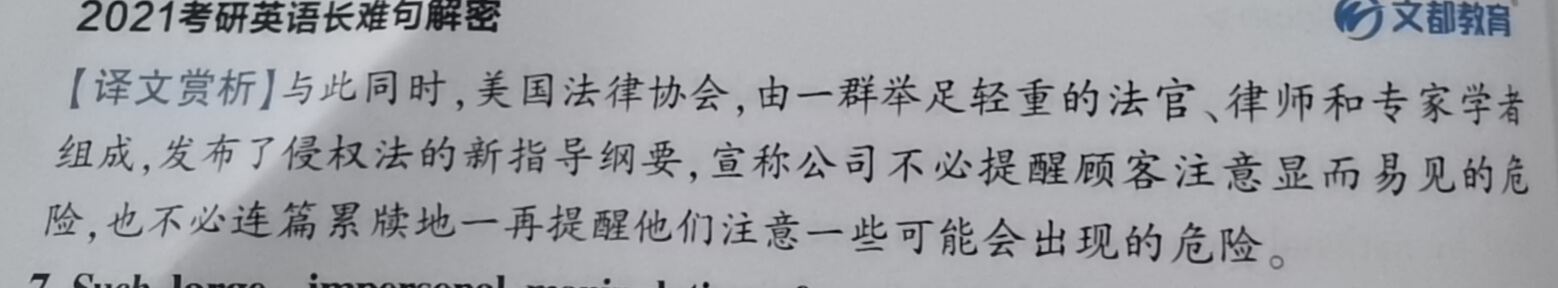 2021考研英语长难句解密
文都教育
【译文赏析】与此同时,美国法律协会,由一群举足轻重的法官、律师和专家学者
组成,发布了侵权法的新指导纲要,宣称公司不必提醒顾客注意显而易见的危
险,也不必连篇累牍地一再提醒他们注意一些可能会出现的危险。
7. Such large, impersonal